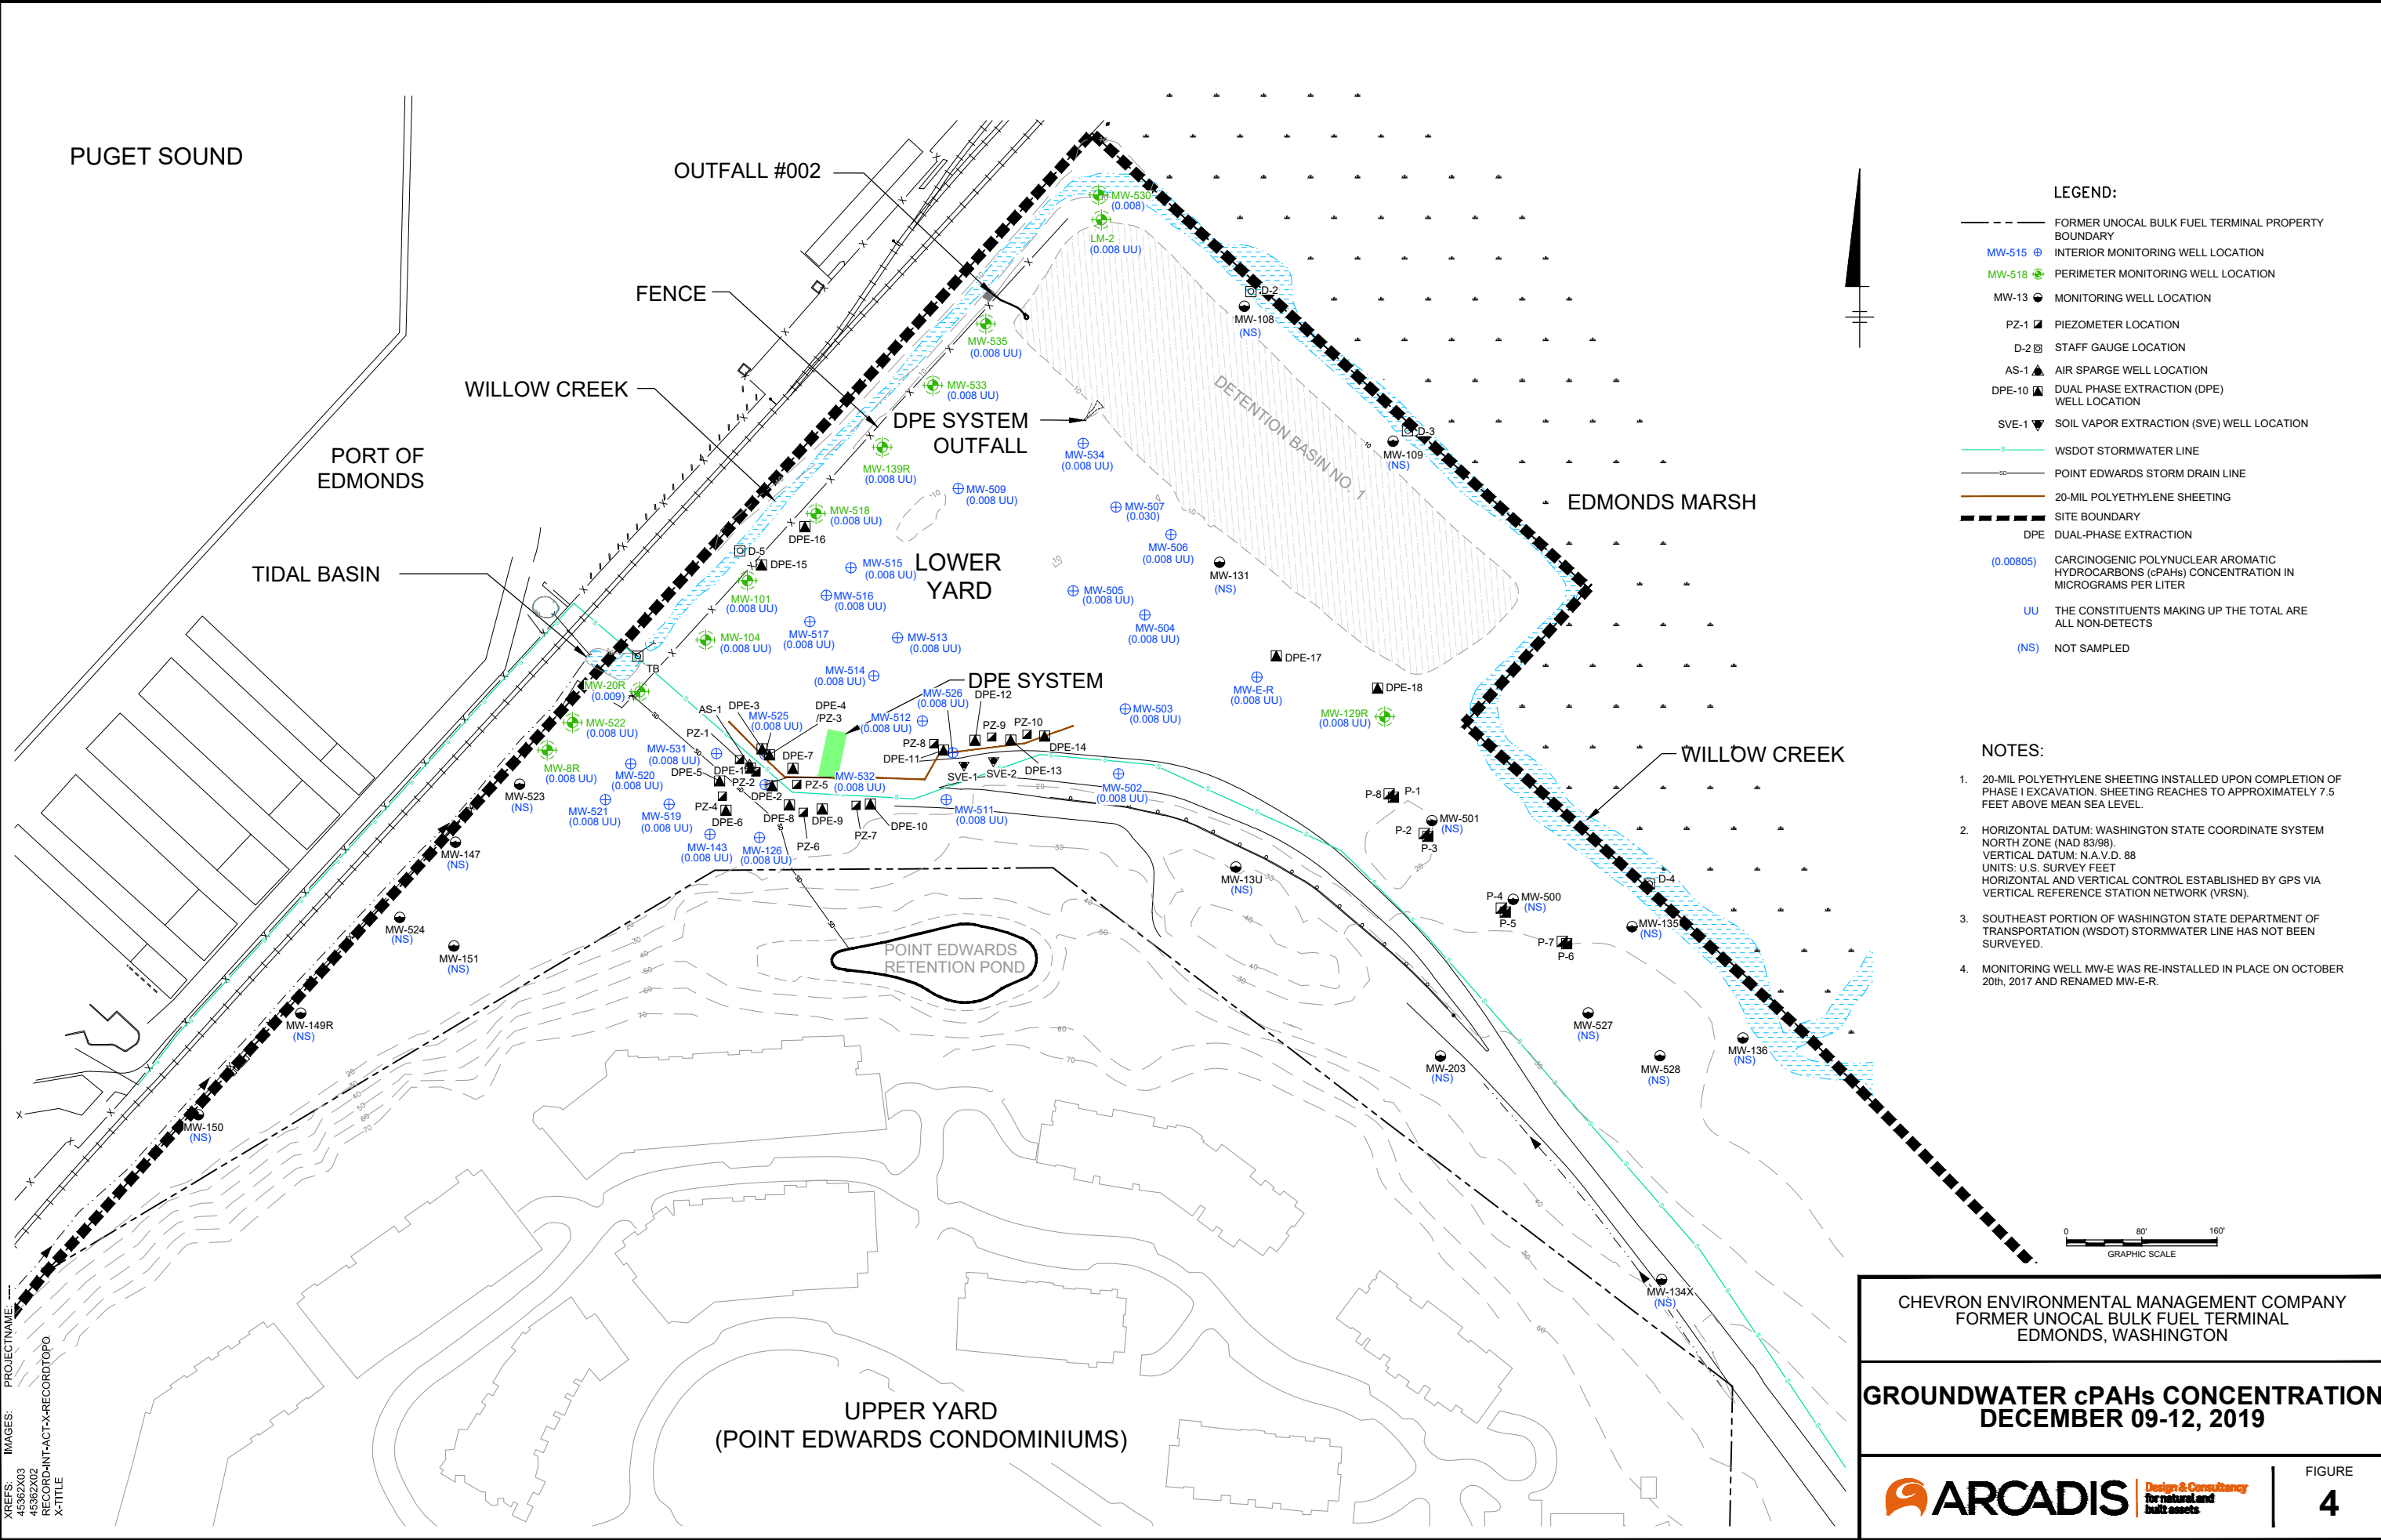 PUGET SOUND
OUTFALL #002
FENCE
WILLOW CREEK
PORT OF
EDMONDS
TIDAL BASIN
DPE SYSTEM
OUTFALL
LOWER
YARD
DPE SYSTEM
DETENTION BASIN NO. 1
EDMONDS MARSH
WILLOW CREEK
POINT EDWARDS
RETENTION POND
UPPER YARD
(POINT EDWARDS CONDOMINIUMS)
MW-530
(0.008)
LM-2
(0.008 UU)
D-2
MW-108
(NS)
MW-535
(0.008 UU)
MW-533
(0.008 UU)
D-3
MW-109
(NS)
MW-534
(0.008 UU)
MW-139R
(0.008 UU)
MW-509
(0.008 UU)
MW-507
(0.030)
MW-518
(0.008 UU)
DPE-16
MW-506
(0.008 UU)
D-5
DPE-15
MW-515
(0.008 UU)
MW-131
(NS)
MW-101
(0.008 UU)
MW-516
(0.008 UU)
MW-505
(0.008 UU)
MW-517
(0.008 UU)
MW-504
(0.008 UU)
MW-104
(0.008 UU)
MW-513
(0.008 UU)
TB
DPE-17
MW-514
(0.008 UU)
MW-20R
(0.009)
MW-E-R
(0.008 UU)
DPE-18
MW-526
(0.008 UU)
DPE-12
AS-1
DPE-3
DPE-4
/PZ-3
MW-525
(0.008 UU)
MW-512
(0.008 UU)
MW-503
(0.008 UU)
MW-129R
(0.008 UU)
MW-522
(0.008 UU)
PZ-1
PZ-8
PZ-9
PZ-10
DPE-14
MW-531
(0.008 UU)
DPE-7
DPE-11
MW-8R
(0.008 UU)
MW-520
(0.008 UU)
DPE-5
DPE-1
PZ-2
PZ-5
MW-532
(0.008 UU)
SVE-1
SVE-2
DPE-13
MW-502
(0.008 UU)
MW-523
(NS)
DPE-2
P-8
P-1
MW-521
(0.008 UU)
MW-519
(0.008 UU)
PZ-4
DPE-6
DPE-8
DPE-9
PZ-6
PZ-7
DPE-10
MW-511
(0.008 UU)
MW-501
(NS)
P-2
P-3
MW-143
(0.008 UU)
MW-126
(0.008 UU)
MW-147
(NS)
MW-13U
(NS)
D-4
P-4
MW-500
(NS)
P-5
MW-524
(NS)
MW-135
(NS)
P-7
P-6
MW-151
(NS)
MW-149R
(NS)
MW-527
(NS)
MW-136
(NS)
MW-203
(NS)
MW-528
(NS)
MW-150
(NS)
MW-134X
(NS)
LEGEND:
FORMER UNOCAL BULK FUEL TERMINAL PROPERTY
BOUNDARY
MW-515 INTERIOR MONITORING WELL LOCATION
MW-518 PERIMETER MONITORING WELL LOCATION
MW-13 MONITORING WELL LOCATION
PZ-1 PIEZOMETER LOCATION
D-2 STAFF GAUGE LOCATION
AS-1 AIR SPARGE WELL LOCATION
DPE-10 DUAL PHASE EXTRACTION (DPE)
WELL LOCATION
SVE-1 SOIL VAPOR EXTRACTION (SVE) WELL LOCATION
S WSDOT STORMWATER LINE
SD POINT EDWARDS STORM DRAIN LINE
20-MIL POLYETHYLENE SHEETING
SITE BOUNDARY
DPE DUAL-PHASE EXTRACTION
(0.00805) CARCINOGENIC POLYNUCLEAR AROMATIC
HYDROCARBONS (cPAHs) CONCENTRATION IN
MICROGRAMS PER LITER
UU THE CONSTITUENTS MAKING UP THE TOTAL ARE
ALL NON-DETECTS
(NS) NOT SAMPLED
NOTES:
1. 20-MIL POLYETHYLENE SHEETING INSTALLED UPON COMPLETION OF
PHASE I EXCAVATION. SHEETING REACHES TO APPROXIMATELY 7.5
FEET ABOVE MEAN SEA LEVEL.
2. HORIZONTAL DATUM: WASHINGTON STATE COORDINATE SYSTEM
NORTH ZONE (NAD 83/98).
VERTICAL DATUM: N.A.V.D. 88
UNITS: U.S. SURVEY FEET
HORIZONTAL AND VERTICAL CONTROL ESTABLISHED BY GPS VIA
VERTICAL REFERENCE STATION NETWORK (VRSN).
3. SOUTHEAST PORTION OF WASHINGTON STATE DEPARTMENT OF
TRANSPORTATION (WSDOT) STORMWATER LINE HAS NOT BEEN
SURVEYED.
4. MONITORING WELL MW-E WAS RE-INSTALLED IN PLACE ON OCTOBER
20th, 2017 AND RENAMED MW-E-R.
0 80' 160'
GRAPHIC SCALE
CHEVRON ENVIRONMENTAL MANAGEMENT COMPANY
FORMER UNOCAL BULK FUEL TERMINAL
EDMONDS, WASHINGTON
GROUNDWATER cPAHs CONCENTRATION
DECEMBER 09-12, 2019
ARCADIS
Design & Consultancy
for natural and
built assets
FIGURE
4
XREFS: IMAGES: PROJECTNAME: ----
45362X03
45362X02
RECORD-INT-ACT-X-RECORDTOPO
X-TITLE